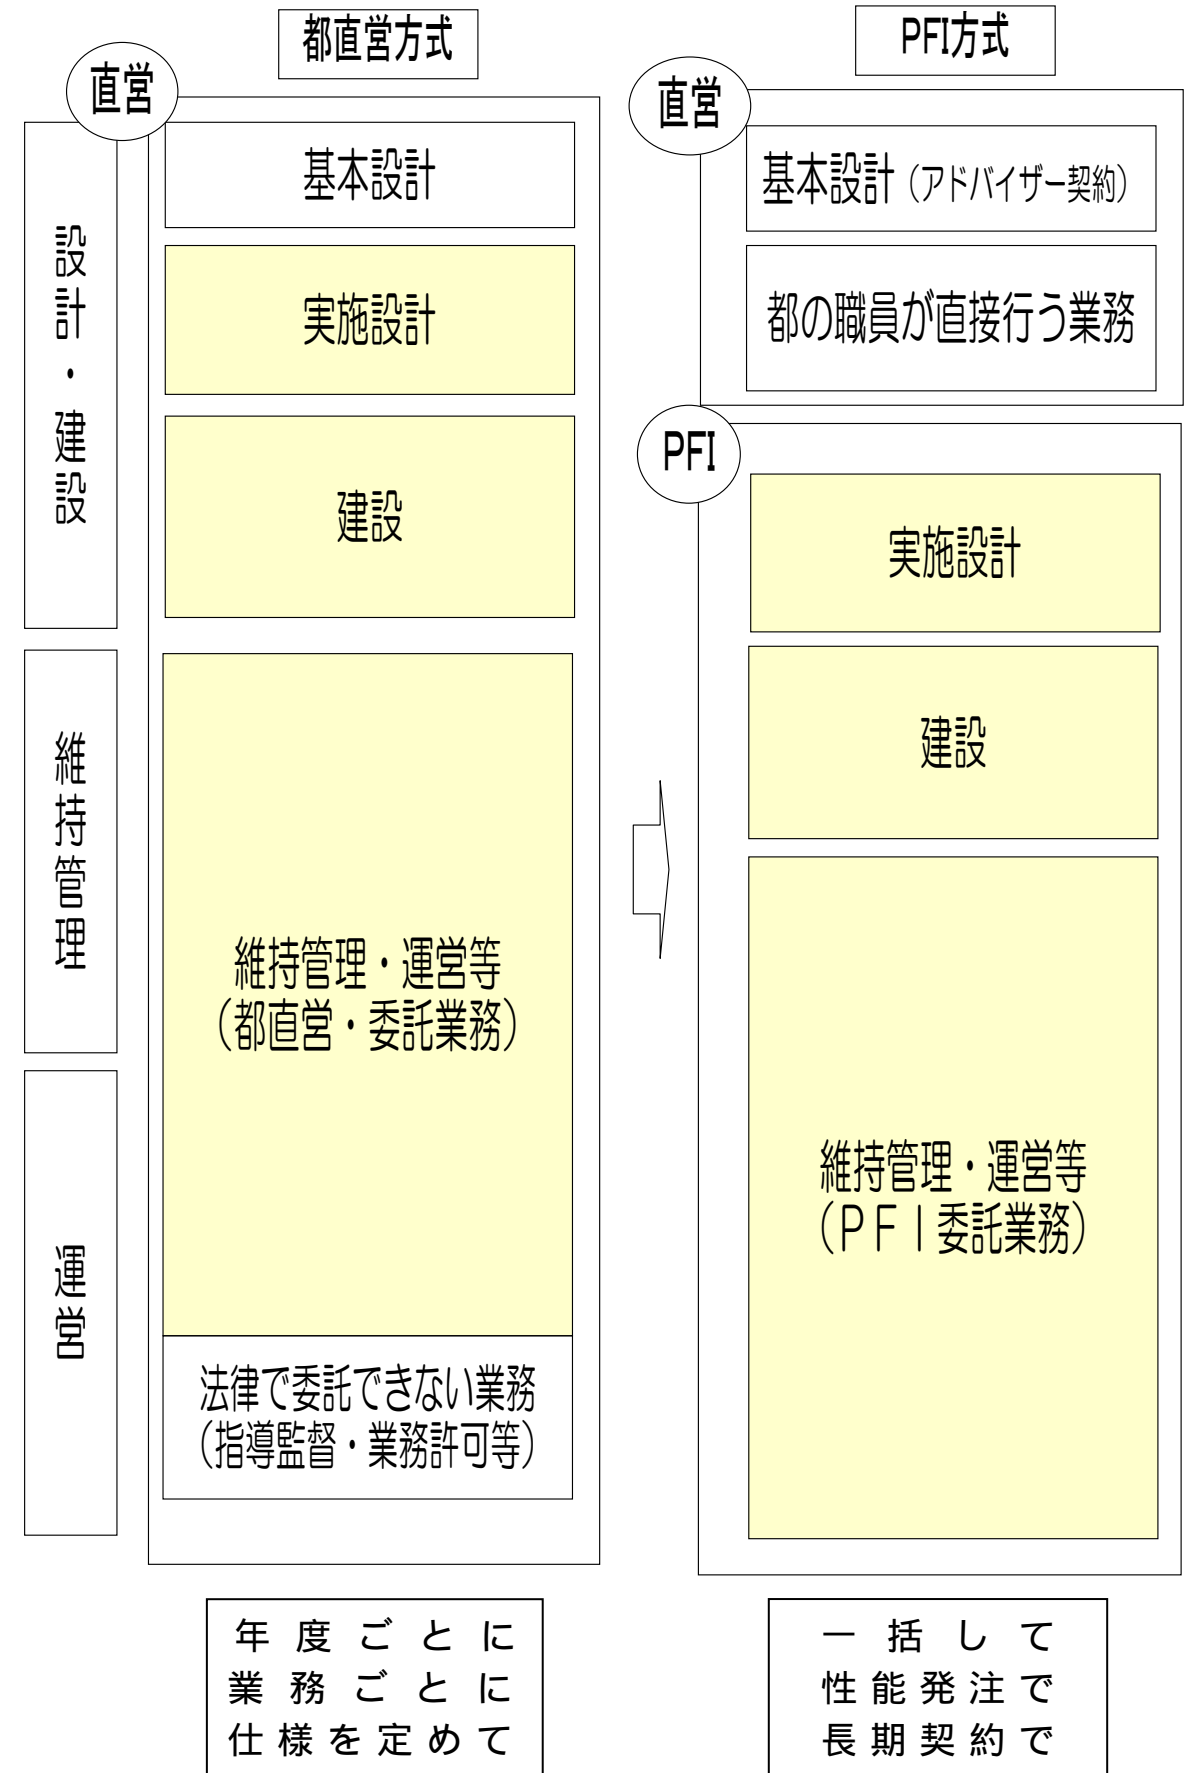 都直営方式
直営
設計・建設
維持管理
運営
基本設計
実施設計
建設
維持管理・運営等
（都直営・委託業務）
法律で委託できない業務
（指導監督・業務許可等）
年度ごとに
業務ごとに
仕様を定めて
PFI方式
直営
基本設計（アドバイザー契約）
都の職員が直接行う業務
PFI
実施設計
建設
維持管理・運営等
（ＰＦＩ委託業務）
一括して
性能発注で
長期契約で